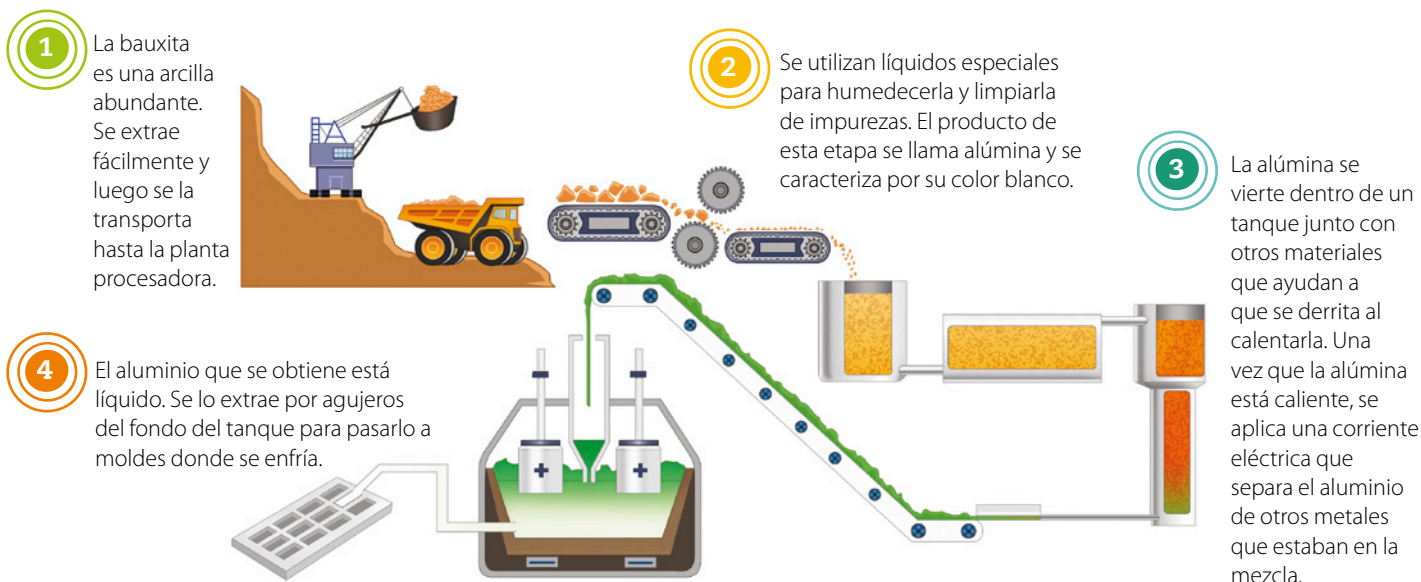 1
La bauxita
es una arcilla
abundante.
Se extrae
fácilmente y
luego se la
transporta
hasta la planta
procesadora.
2
Se utilizan líquidos especiales
para humedecerla y limpiarla
de impurezas. El producto de
esta etapa se llama alúmina y se
caracteriza por su color blanco.
3
La alúmina se
vierte dentro de un
tanque junto con
otros materiales
que ayudan a
que se derrita al
calentarla. Una
vez que la alúmina
está caliente, se
aplica una corriente
eléctrica que
separa el aluminio
de otros metales
que estaban en la
mezcla.
4
El aluminio que se obtiene está
líquido. Se lo extrae por agujeros
del fondo del tanque para pasarlo a
moldes donde se enfría.
+
+